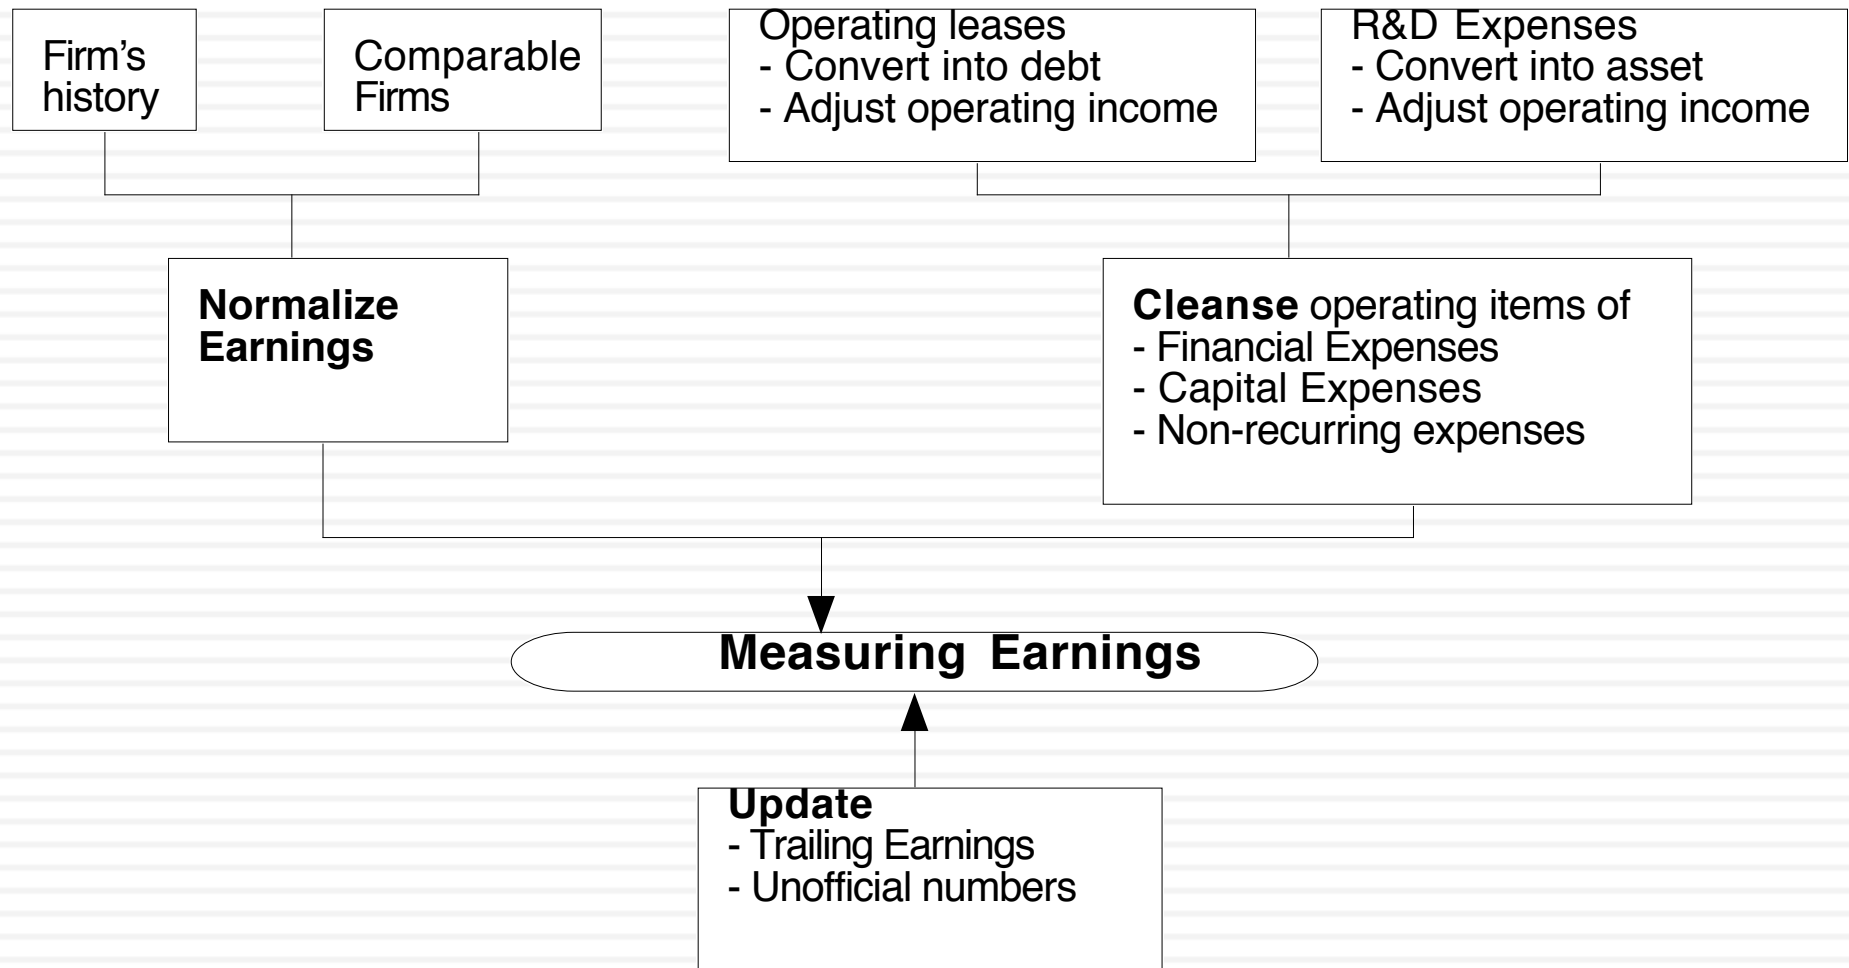 Firm’s
history
Comparable
Firms
Operating leases
- Convert into debt
- Adjust operating income
R&D Expenses
- Convert into asset
- Adjust operating income
Normalize
Earnings
Cleanse operating items of
- Financial Expenses
- Capital Expenses
- Non-recurring expenses
Measuring Earnings
Update
- Trailing Earnings
- Unofficial numbers